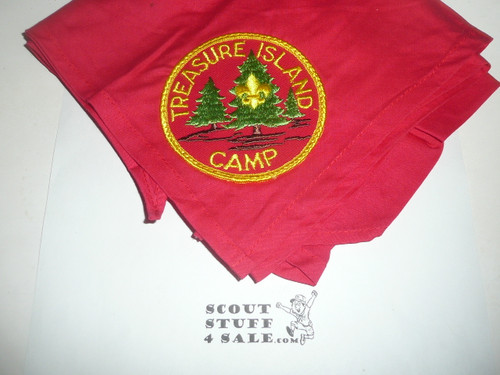 TREASURE ISLAND
CAMP
SCOUT
STUFF
4 SALE.com